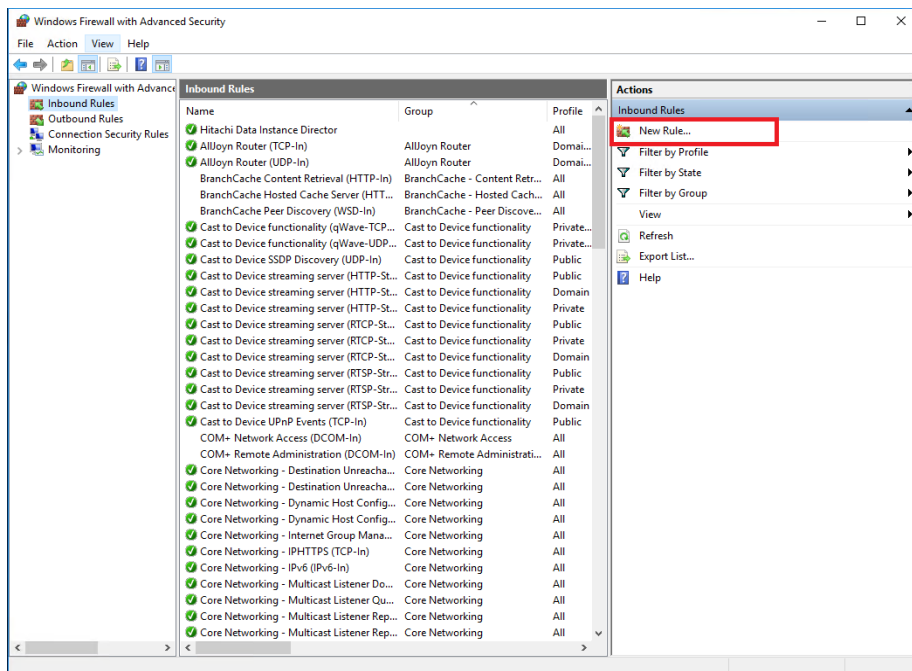 Windows Firewall with Advanced Security
File Action View Help
Windows Firewall with Advance
Inbound Rules
Outbound Rules
Connection Security Rules
Monitoring
Inbound Rules
Name Group Profile
Hitachi Data Instance Director All
AllJoyn Router (TCP-In) AllJoyn Router Domai...
AllJoyn Router (UDP-In) AllJoyn Router Domai...
BranchCache Content Retrieval (HTTP-In) BranchCache - Content Retr... All
BranchCache Hosted Cache Server (HTT... BranchCache - Hosted Cach... All
BranchCache Peer Discovery (WSD-In) BranchCache - Peer Discove... All
Cast to Device functionality (qWave-TCP... Cast to Device functionality Private...
Cast to Device functionality (qWave-UDP... Cast to Device functionality Private...
Cast to Device SSDP Discovery (UDP-In) Cast to Device functionality Public
Cast to Device streaming server (HTTP-St... Cast to Device functionality Public
Cast to Device streaming server (HTTP-St... Cast to Device functionality Domain
Cast to Device streaming server (HTTP-St... Cast to Device functionality Private
Cast to Device streaming server (RTCP-St... Cast to Device functionality Public
Cast to Device streaming server (RTCP-St... Cast to Device functionality Private
Cast to Device streaming server (RTCP-St... Cast to Device functionality Domain
Cast to Device streaming server (RTSP-Str... Cast to Device functionality Public
Cast to Device streaming server (RTSP-Str... Cast to Device functionality Private
Cast to Device streaming server (RTSP-Str... Cast to Device functionality Domain
Cast to Device UPnP Events (TCP-In) Cast to Device functionality Public
COM+ Network Access (DCOM-In) COM+ Network Access All
COM+ Remote Administration (DCOM-In) COM+ Remote Administrati... All
Core Networking - Destination Unreacha... Core Networking All
Core Networking - Destination Unreacha... Core Networking All
Core Networking - Dynamic Host Config... Core Networking All
Core Networking - Dynamic Host Config... Core Networking All
Core Networking - Internet Group Mana... Core Networking All
Core Networking - IPHTTPS (TCP-In) Core Networking All
Core Networking - IPv6 (IPv6-In) Core Networking All
Core Networking - Multicast Listener Do... Core Networking All
Core Networking - Multicast Listener Qu... Core Networking All
Core Networking - Multicast Listener Rep... Core Networking All
Core Networking - Multicast Listener Rep... Core Networking All
Actions
Inbound Rules
New Rule...
Filter by Profile
Filter by State
Filter by Group
View
Refresh
Export List...
Help